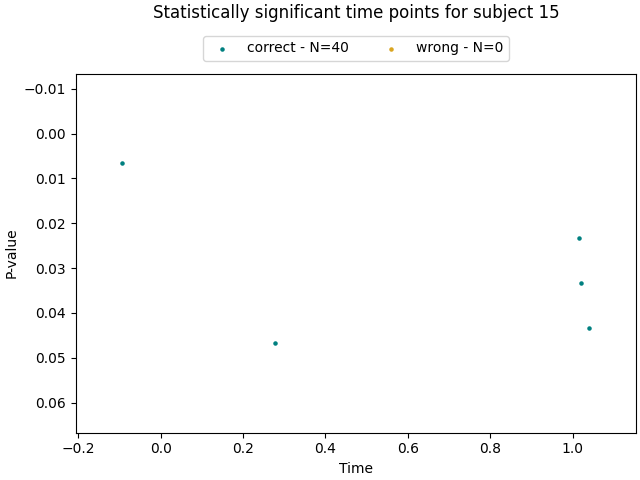 Statistically significant time points for subject 15
correct - N=40 wrong - N=0
−0.01
0.00
0.01
0.02
0.03
0.04
0.05
0.06
P-value
−0.2 0.0 0.2 0.4 0.6 0.8 1.0
Time